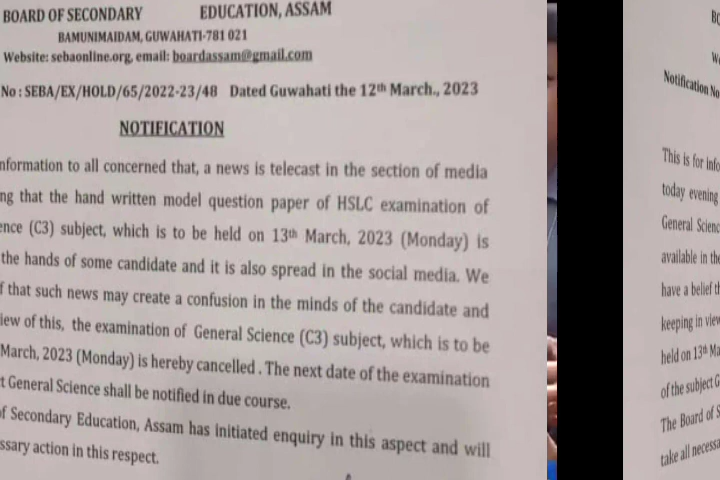 BOARD OF SECONDARY EDUCATION, ASSAM
BAMUNIMAIDAM, GUWAHATI-781 021
Website: sebaonline.org, email: boardassam@gmail.com
No : SEBA/EX/HOLD/65/2022-23/48 Dated Guwahati the 12th March., 2023
NOTIFICATION
nformation to all concerned that, a news is telecast in the section of media
ng that the hand written model question paper of HSLC examination of
ence (C3) subject, which is to be held on 13th March, 2023 (Monday) is
the hands of some candidate and it is also spread in the social media. We
f that such news may create a confusion in the minds of the candidate and
iew of this, the examination of General Science (C3) subject, which is to be
March, 2023 (Monday) is hereby cancelled . The next date of the examination
t General Science shall be notified in due course.
of Secondary Education, Assam has initiated enquiry in this aspect and will
ssary action in this respect.
BO
We
Notification No
This is for info
today evening
General Scienc
available in the
have a belief th
keeping in view
held on 13th Ma
of the subject G
The Board of S
take all necessa